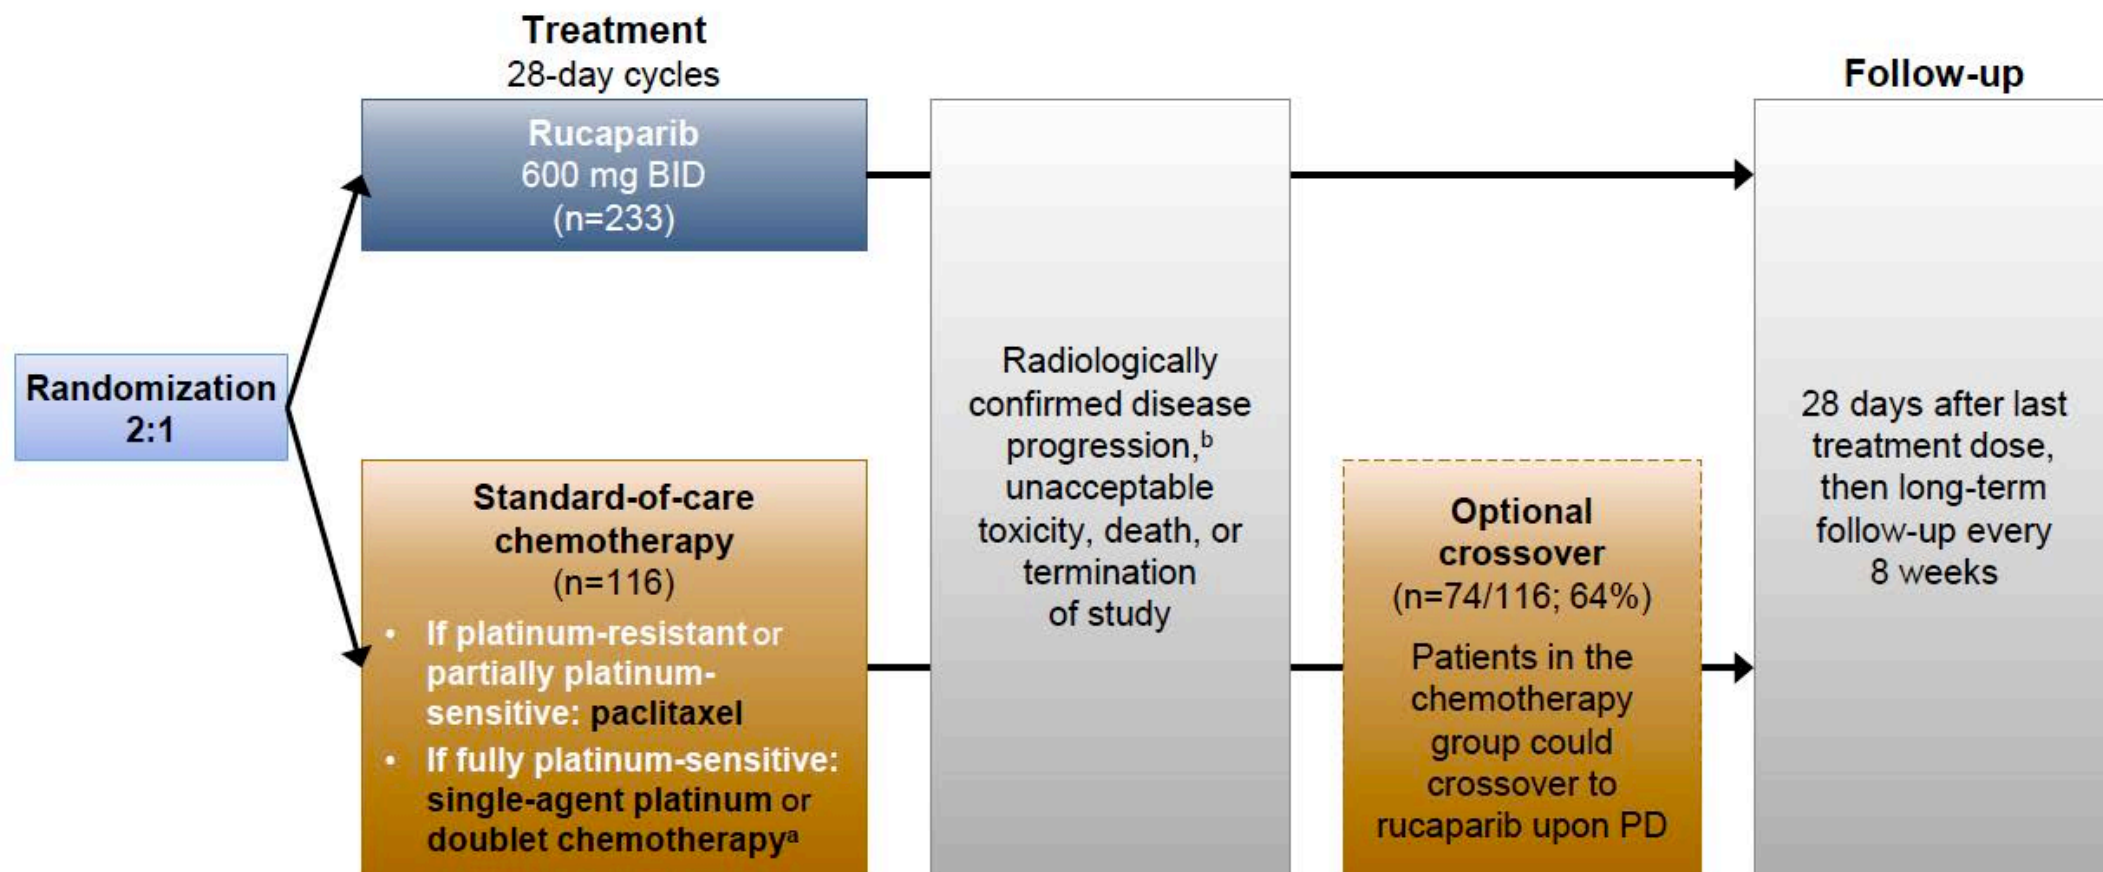 Treatment
28-day cycles
Rucaparib
600 mg BID
(n=233)
Randomization
2:1
Standard-of-care
chemotherapy
(n=116)
• If platinum-resistant or
partially platinum-
sensitive: paclitaxel
• If fully platinum-sensitive:
single-agent platinum or
doublet chemotherapyᵃ
Radiologically
confirmed disease
progression,ᵇ
unacceptable
toxicity, death, or
termination
of study
Optional
crossover
(n=74/116; 64%)
Patients in the
chemotherapy
group could
crossover to
rucaparib upon PD
Follow-up
28 days after last
treatment dose,
then long-term
follow-up every
8 weeks